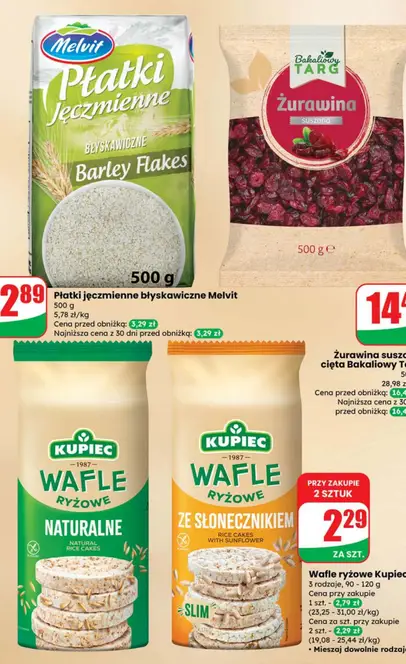 Melvit
Płatki
Jęczmienne
BŁYSKAWICZNE
Barley Flakes
500 g
Bakaliowy
TARG
Żurawina
suszona
500 g e
2 89
Płatki jęczmienne błyskawiczne Melvit
500 g
5,78 zł/kg
Cena przed obniżką: 3,29 zł
Najniższa cena z 30 dni przed obniżką: 3,29 zł
14
Żurawina susz
cięta Bakaliowy T
28,98 z
Cena przed obniżką: 16,4
Najniższa cena z 30
przed obniżką: 16,4
KUPIEC
1987
WAFLE
RYŻOWE
NATURALNE
NATURAL
RICE CAKES
KUPIEC
1987
WAFLE
RYŻOWE
ZE SŁONECZNIKIEM
RICE CAKES
WITH SUNFLOWER
SLIM
PRZY ZAKUPIE
2 SZTUK
2 29
ZA SZT.
Wafle ryżowe Kupiec
3 rodzaje, 90 - 120 g
Cena przy zakupie
1 szt. - 2,79 zł
(23,25 - 31,00 zł/kg)
Cena za szt. przy zakupie
2 szt. - 2,29 zł
(19,08 - 25,44 zł/kg)
• Mieszaj dowolnie rodzaj